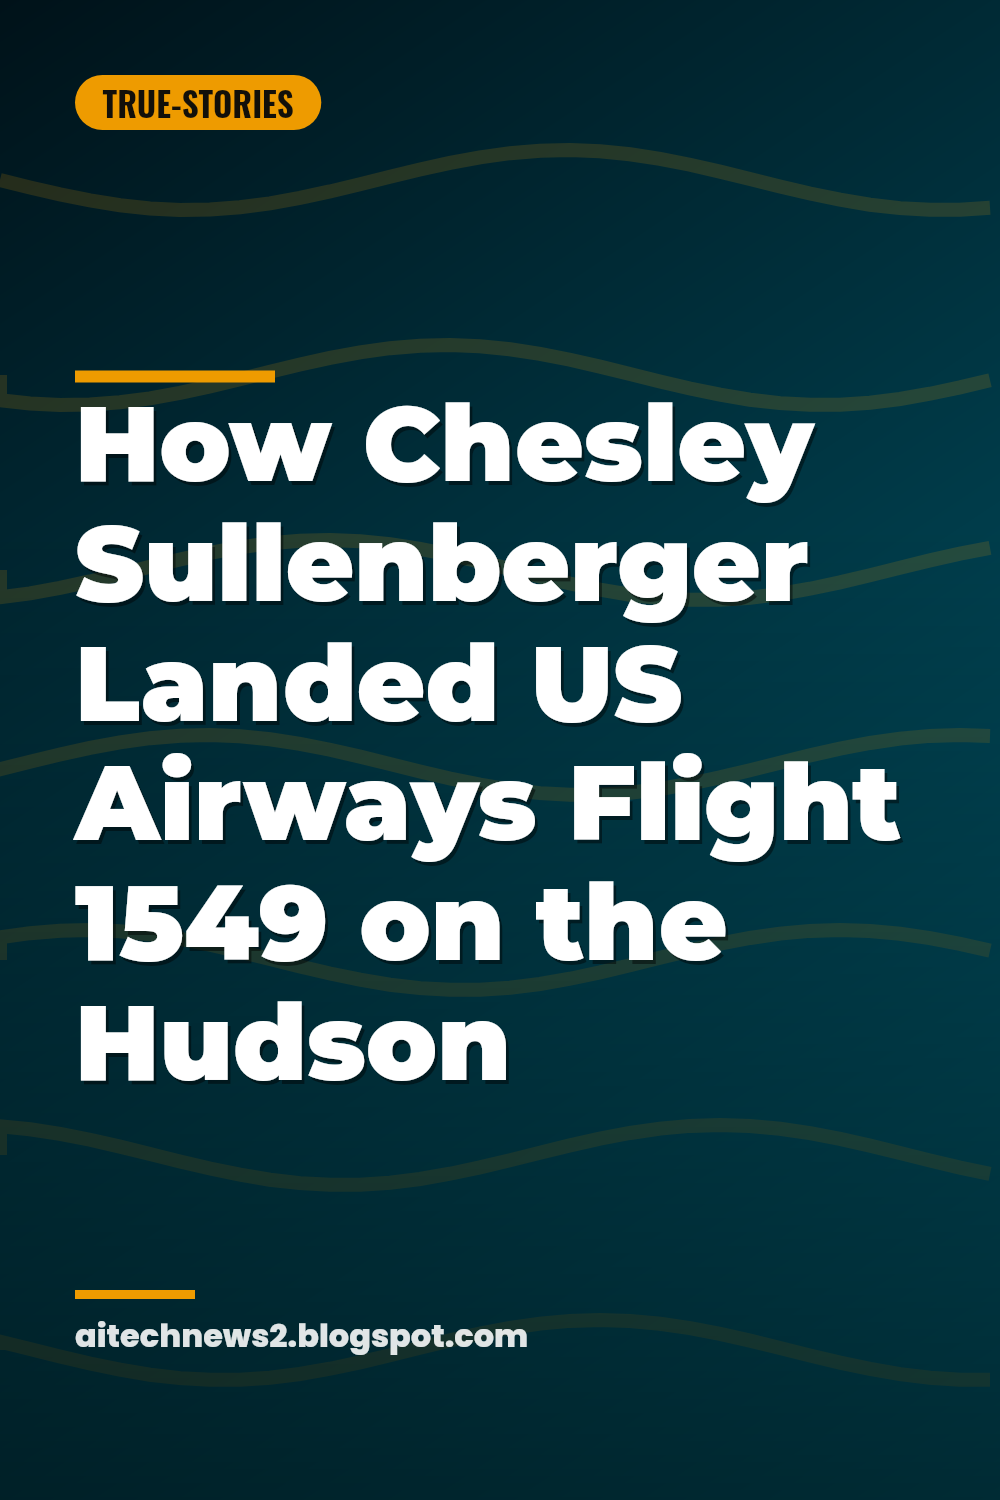 TRUE-STORIES
How Chesley
Sullenberger
Landed US
Airways Flight
1549 on the
Hudson
aitechnews2.blogspot.com